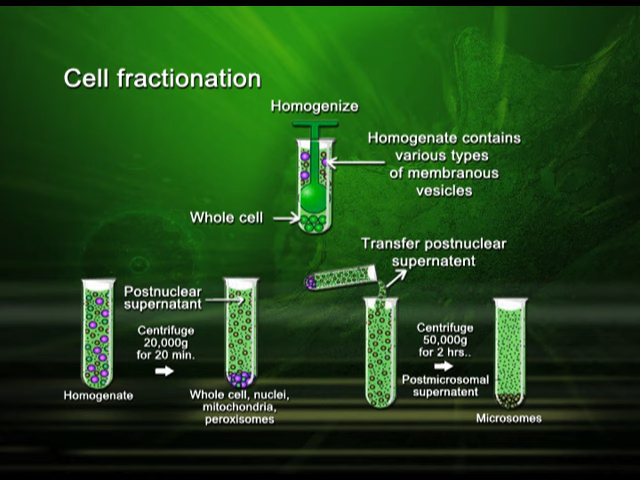 Cell fractionation
Homogenize
Homogenate contains
various types
of membranous
vesicles
Whole cell
Transfer postnuclear
supernatent
Postnuclear
supernatant
Centrifuge
20,000g
for 20 min.
Homogenate
Whole cell, nuclei,
mitochondria,
peroxisomes
Centrifuge
50,000g
for 2 hrs..
Postmicrosomal
supernatent
Microsomes